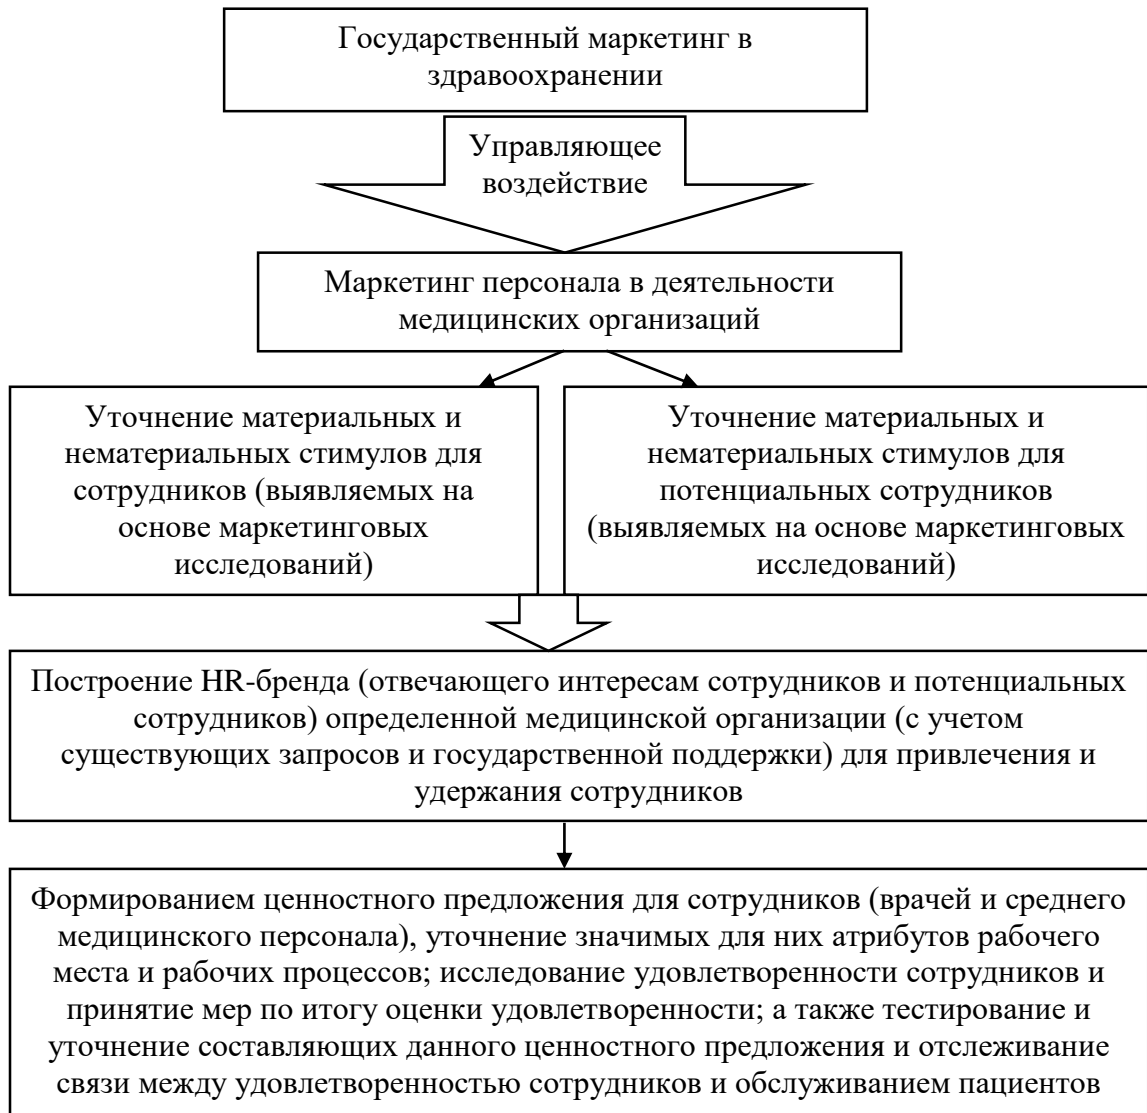 Государственный маркетинг в
здравоохранении
Управляющее
воздействие
Маркетинг персонала в деятельности
медицинских организаций
Уточнение материальных и
нематериальных стимулов для
сотрудников (выявляемых на
основе маркетинговых
исследований)
Уточнение материальных и
нематериальных стимулов для
потенциальных сотрудников
(выявляемых на основе маркетинговых
исследований)
Построение HR-бренда (отвечающего интересам сотрудников и потенциальных
сотрудников) определенной медицинской организации (с учетом
существующих запросов и государственной поддержки) для привлечения и
удержания сотрудников
Формированием ценностного предложения для сотрудников (врачей и среднего
медицинского персонала), уточнение значимых для них атрибутов рабочего
места и рабочих процессов; исследование удовлетворенности сотрудников и
принятие мер по итогу оценки удовлетворенности; а также тестирование и
уточнение составляющих данного ценностного предложения и отслеживание
связи между удовлетворенностью сотрудников и обслуживанием пациентов